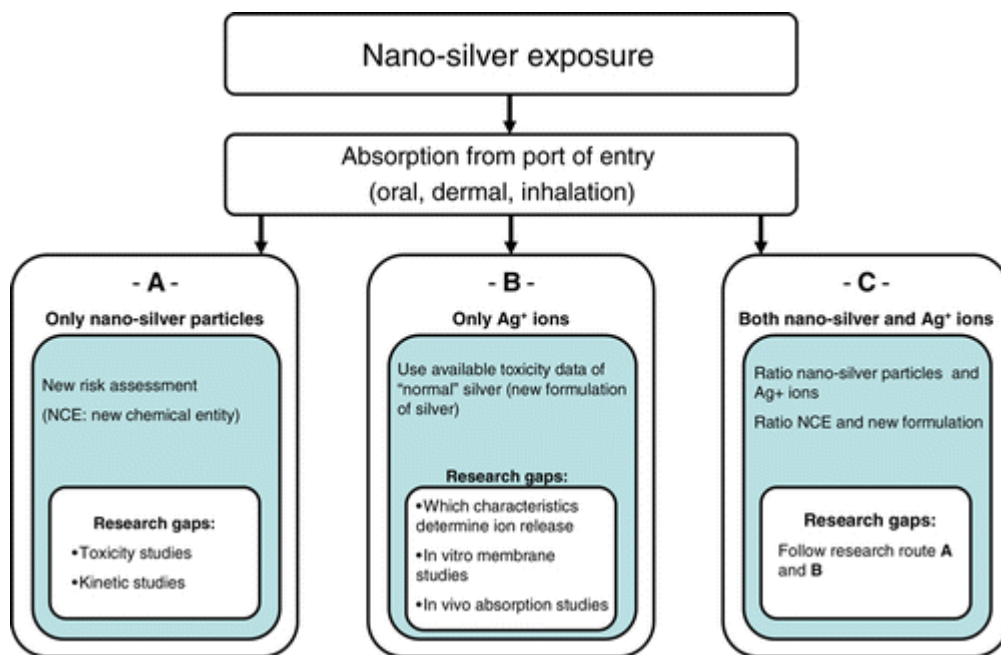 Nano-silver exposure
Absorption from port of entry
(oral, dermal, inhalation)
- A -
Only nano-silver particles
New risk assessment
(NCE: new chemical entity)
Research gaps:
•Toxicity studies
•Kinetic studies
- B -
Only Ag⁺ ions
Use available toxicity data of
“normal” silver (new formulation
of silver)
Research gaps:
•Which characteristics
determine ion release
•In vitro membrane
studies
•In vivo absorption studies
- C -
Both nano-silver and Ag⁺ ions
Ratio nano-silver particles and
Ag+ ions
Ratio NCE and new formulation
Research gaps:
Follow research route A
and B